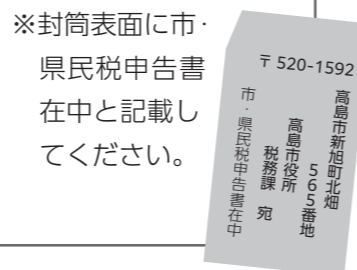 ※封筒表面に市・
県民税申告書
在中と記載し
てください。
〒520-1592
高島市新旭町北畑
565番地
高島市役所
税務課 宛
市・県民税申告書在中